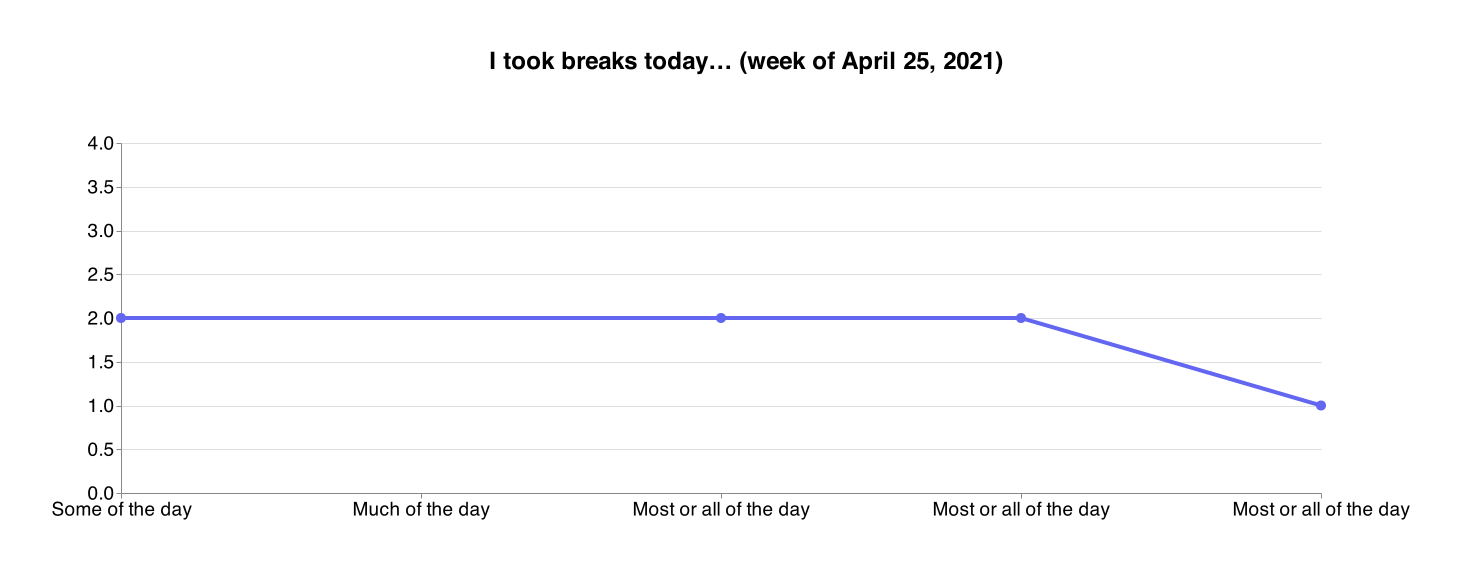 I took breaks today… (week of April 25, 2021)
4.0
3.5
3.0
2.5
2.0
1.5
1.0
0.5
0.0
Some of the day
Much of the day
Most or all of the day
Most or all of the day
Most or all of the day